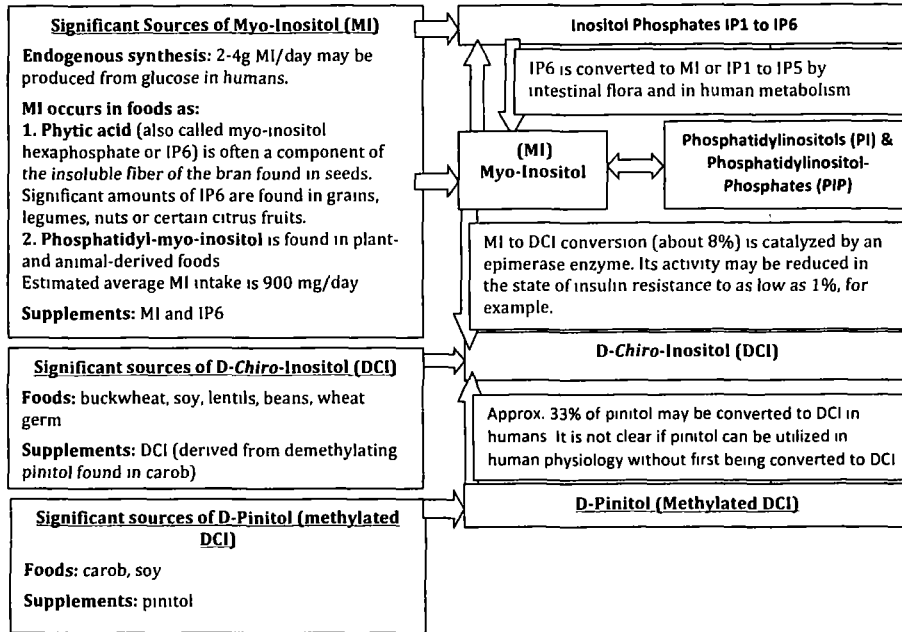 Significant Sources of Myo-Inositol (MI)
Endogenous synthesis: 2-4g MI/day may be
produced from glucose in humans.
MI occurs in foods as:
1. Phytic acid (also called myo-inositol
hexaphosphate or IP6) is often a component of
the insoluble fiber of the bran found in seeds.
Significant amounts of IP6 are found in grains,
legumes, nuts or certain citrus fruits.
2. Phosphatidyl-myo-inositol is found in plant-
and animal-derived foods
Estimated average MI intake is 900 mg/day
Supplements: MI and IP6
Inositol Phosphates IP1 to IP6
IP6 is converted to MI or IP1 to IP5 by
intestinal flora and in human metabolism
(MI)
Myo-Inositol
Phosphatidylinositols (PI) &
Phosphatidylinositol-
Phosphates (PIP)
MI to DCI conversion (about 8%) is catalyzed by an
epimerase enzyme. Its activity may be reduced in
the state of insulin resistance to as low as 1%, for
example.
Significant sources of D-Chiro-Inositol (DCI)
Foods: buckwheat, soy, lentils, beans, wheat
germ
Supplements: DCI (derived from demethylating
pinitol found in carob)
D-Chiro-Inositol (DCI)
Approx. 33% of pinitol may be converted to DCI in
humans It is not clear if pinitol can be utilized in
human physiology without first being converted to DCI
Significant sources of D-Pinitol (methylated
DCI)
Foods: carob, soy
Supplements: pinitol
D-Pinitol (Methylated DCI)